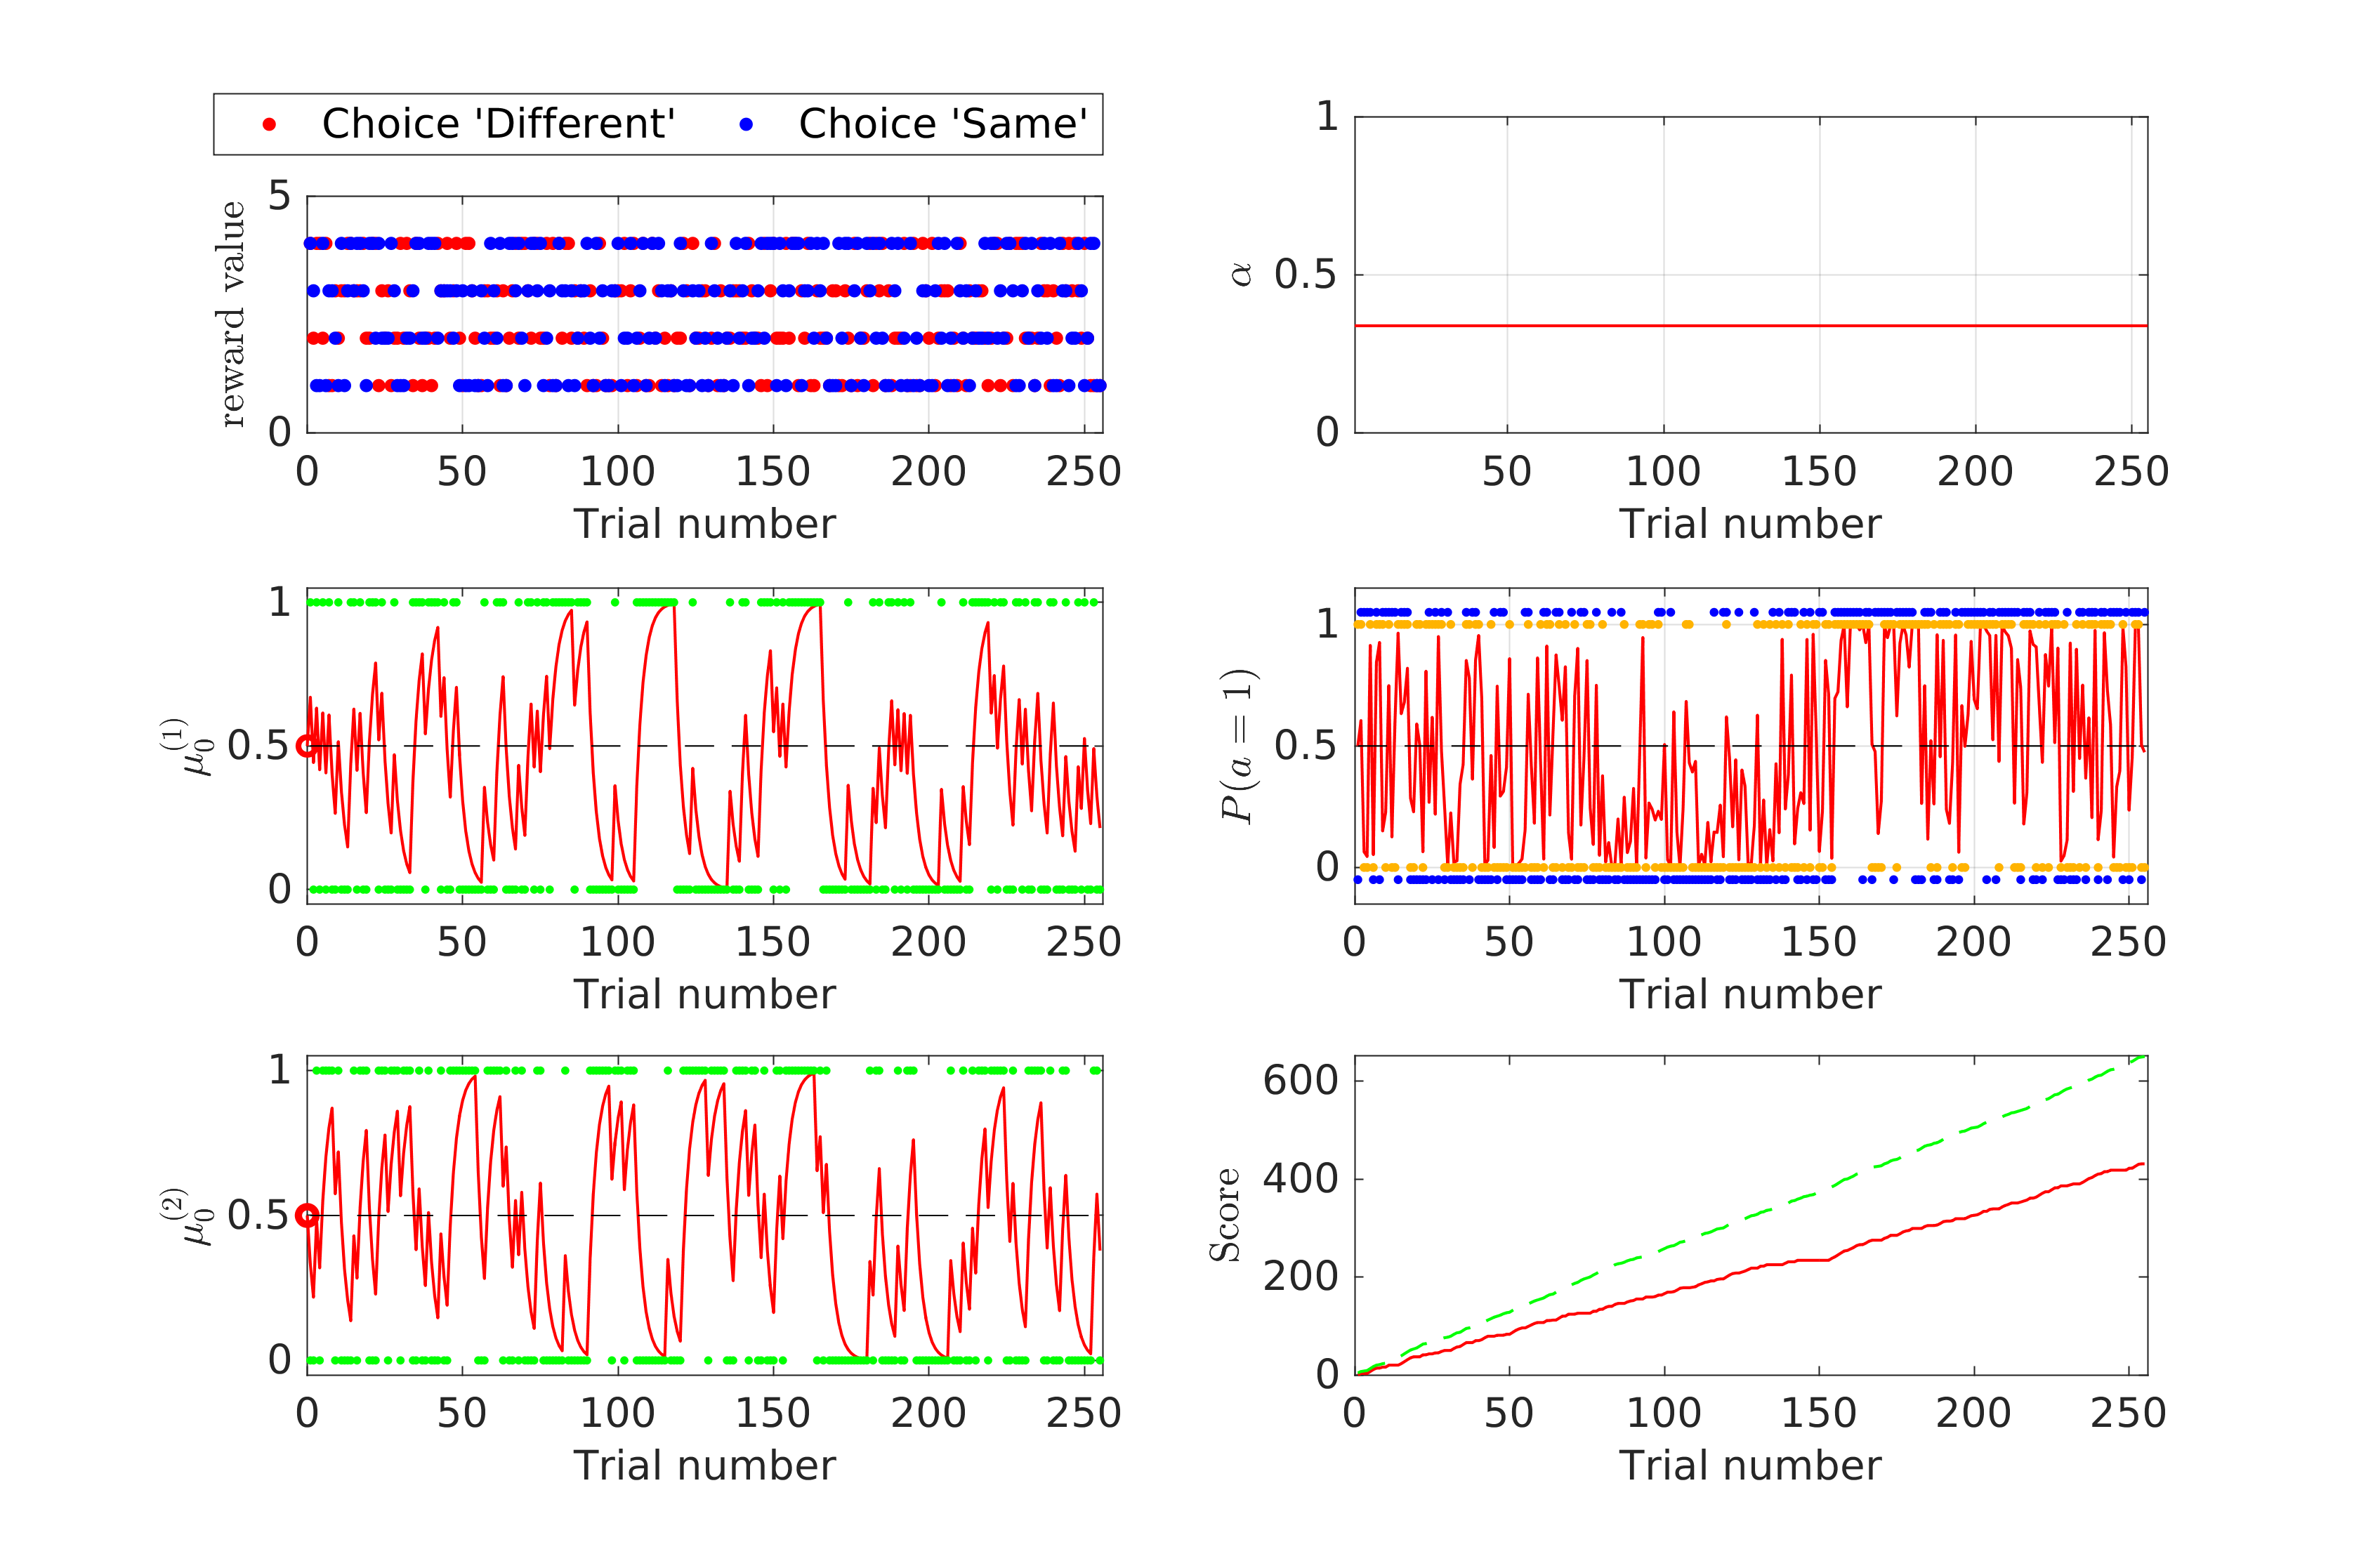 Choice 'Different' Choice 'Same'
5
0
reward value
0 50 100 150 200 250
Trial number
1
0.5
0
α
50 100 150 200 250
Trial number
1
0.5
0
μ₀⁽¹⁾
0 50 100 150 200 250
Trial number
1
0.5
0
P(a = 1)
0 50 100 150 200 250
Trial number
1
0.5
0
μ₀⁽²⁾
0 50 100 150 200 250
Trial number
600
400
200
0
Score
0 50 100 150 200 250
Trial number